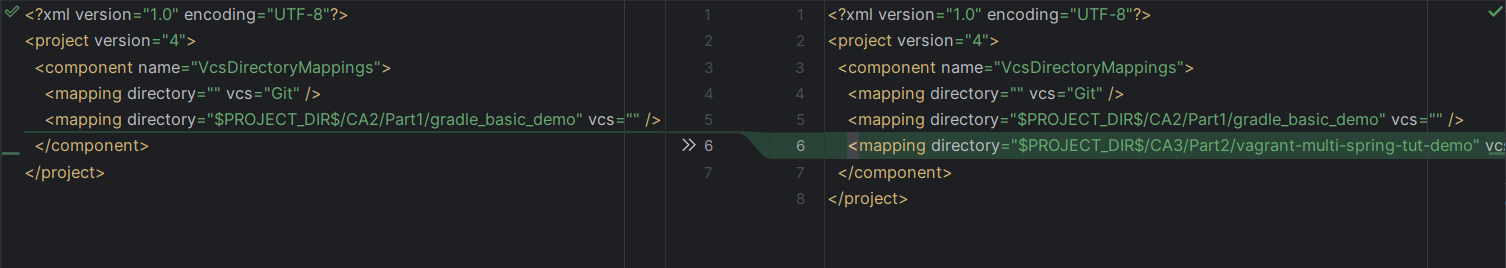 <?xml version="1.0" encoding="UTF-8"?>
<project version="4">
<component name="VcsDirectoryMappings">
<mapping directory="" vcs="Git" />
<mapping directory="$PROJECT_DIR$/CA2/Part1/gradle_basic_demo" vcs="" />
</component>
</project>
1
2
3
4
5
6
7
1
2
3
4
5
6
7
8
<?xml version="1.0" encoding="UTF-8"?>
<project version="4">
<component name="VcsDirectoryMappings">
<mapping directory="" vcs="Git" />
<mapping directory="$PROJECT_DIR$/CA2/Part1/gradle_basic_demo" vcs="" />
<mapping directory="$PROJECT_DIR$/CA3/Part2/vagrant-multi-spring-tut-demo" vcs
</component>
</project>